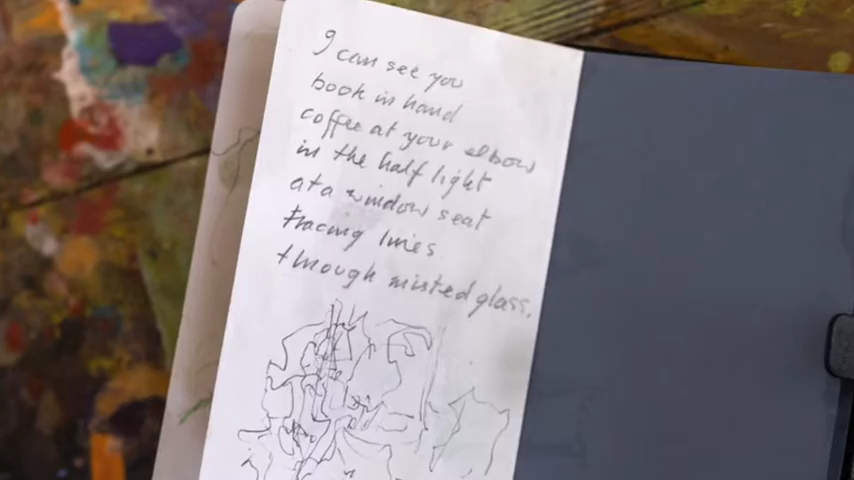 I can see you
book in hand
coffee at your elbow
in the half light
at a window seat
tracing lines
through misted glass.